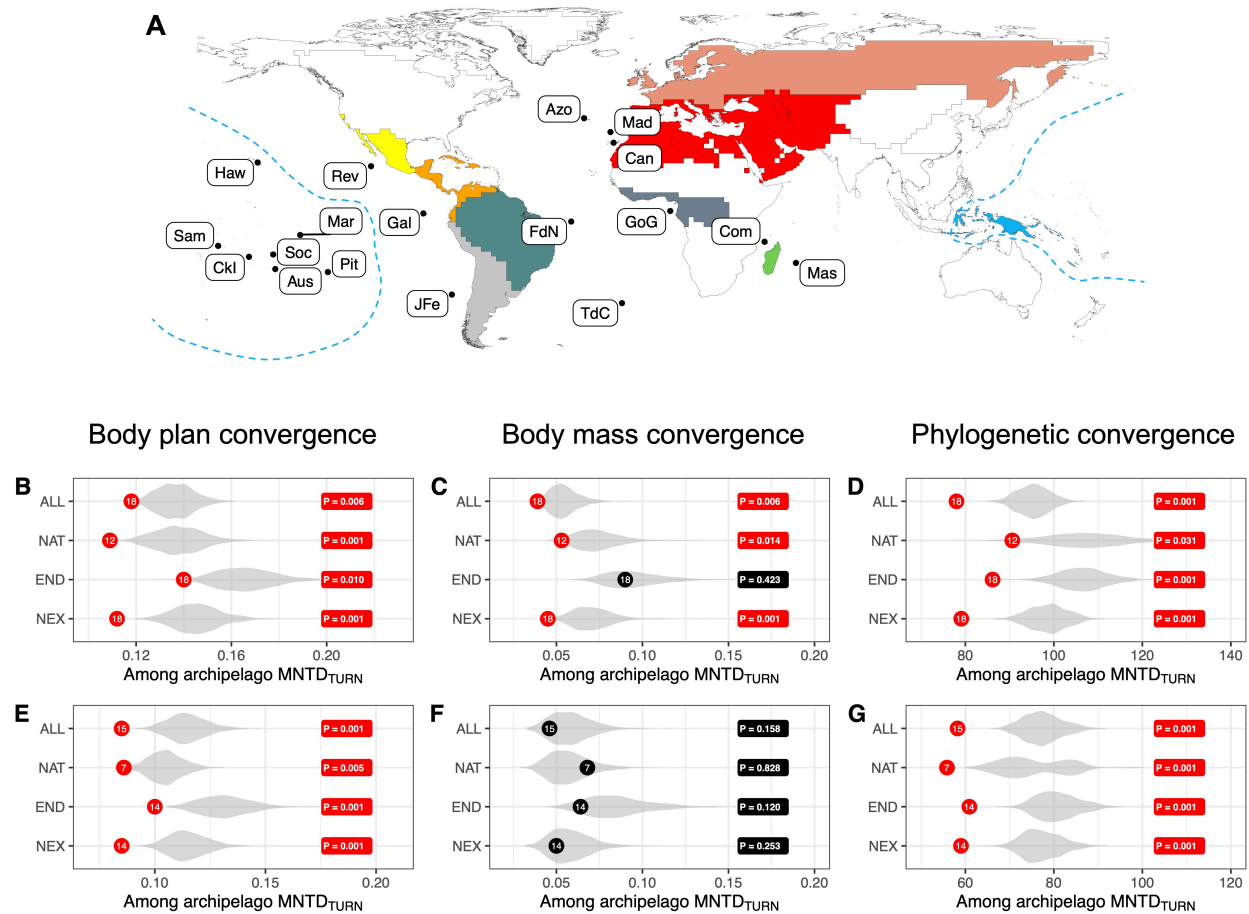 A
Azo
Mad
Can
Haw
Rev
Mar
Gal
FdN
GoG
Com
Sam
Soc
Ckl
Pit
Aus
Mas
JFe
TdC
Body plan convergence
Body mass convergence
Phylogenetic convergence
B
ALL
18
P = 0.006
NAT
12
P = 0.001
END
18
P = 0.010
NEX
18
P = 0.001
0.12 0.16 0.20
Among archipelago MNTDTURN
C
ALL
18
P = 0.006
NAT
12
P = 0.014
END
18
P = 0.423
NEX
18
P = 0.001
0.05 0.10 0.15 0.20
Among archipelago MNTDTURN
D
ALL
18
P = 0.001
NAT
12
P = 0.031
END
18
P = 0.001
NEX
18
P = 0.001
80 100 120 140
Among archipelago MNTDTURN
E
ALL
15
P = 0.001
NAT
7
P = 0.005
END
14
P = 0.001
NEX
14
P = 0.001
0.10 0.15 0.20
Among archipelago MNTDTURN
F
ALL
15
P = 0.158
NAT
7
P = 0.828
END
14
P = 0.120
NEX
14
P = 0.253
0.05 0.10 0.15 0.20
Among archipelago MNTDTURN
G
ALL
15
P = 0.001
NAT
7
P = 0.001
END
14
P = 0.001
NEX
14
P = 0.001
60 80 100 120
Among archipelago MNTDTURN